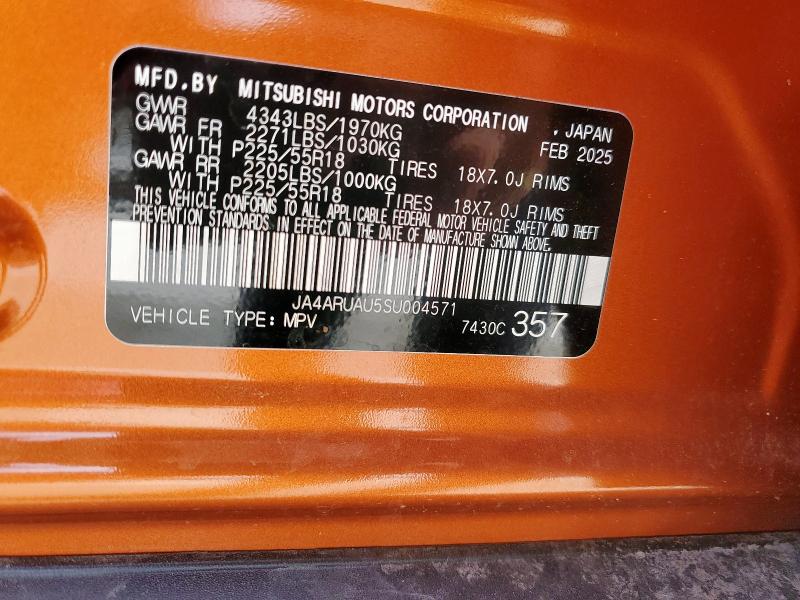 MFD.BY MITSUBISHI MOTORS CORPORATION , JAPAN
GVWR 4343LBS/1970KG FEB 2025
GAWR FR 2271LBS/1030KG
WITH P225/55R18 TIRES 18X7.0J RIMS
GAWR RR 2205LBS/1000KG
WITH P225/55R18 TIRES 18X7.0J RIMS
THIS VEHICLE CONFORMS TO ALL APPLICABLE FEDERAL MOTOR VEHICLE SAFETY AND THEFT
PREVENTION STANDARDS IN EFFECT ON THE DATE OF MANUFACTURE SHOWN ABOVE.
JA4ARUAU5SU004571
VEHICLE TYPE: MPV 7430C 357